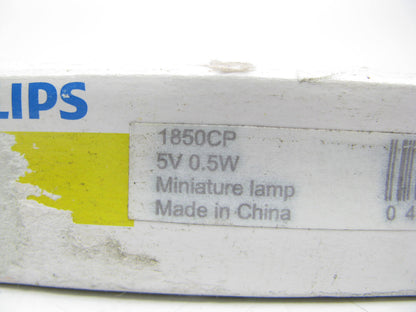 LIPS
1850CP
5V 0.5W
Miniature lamp
Made in China
0 4